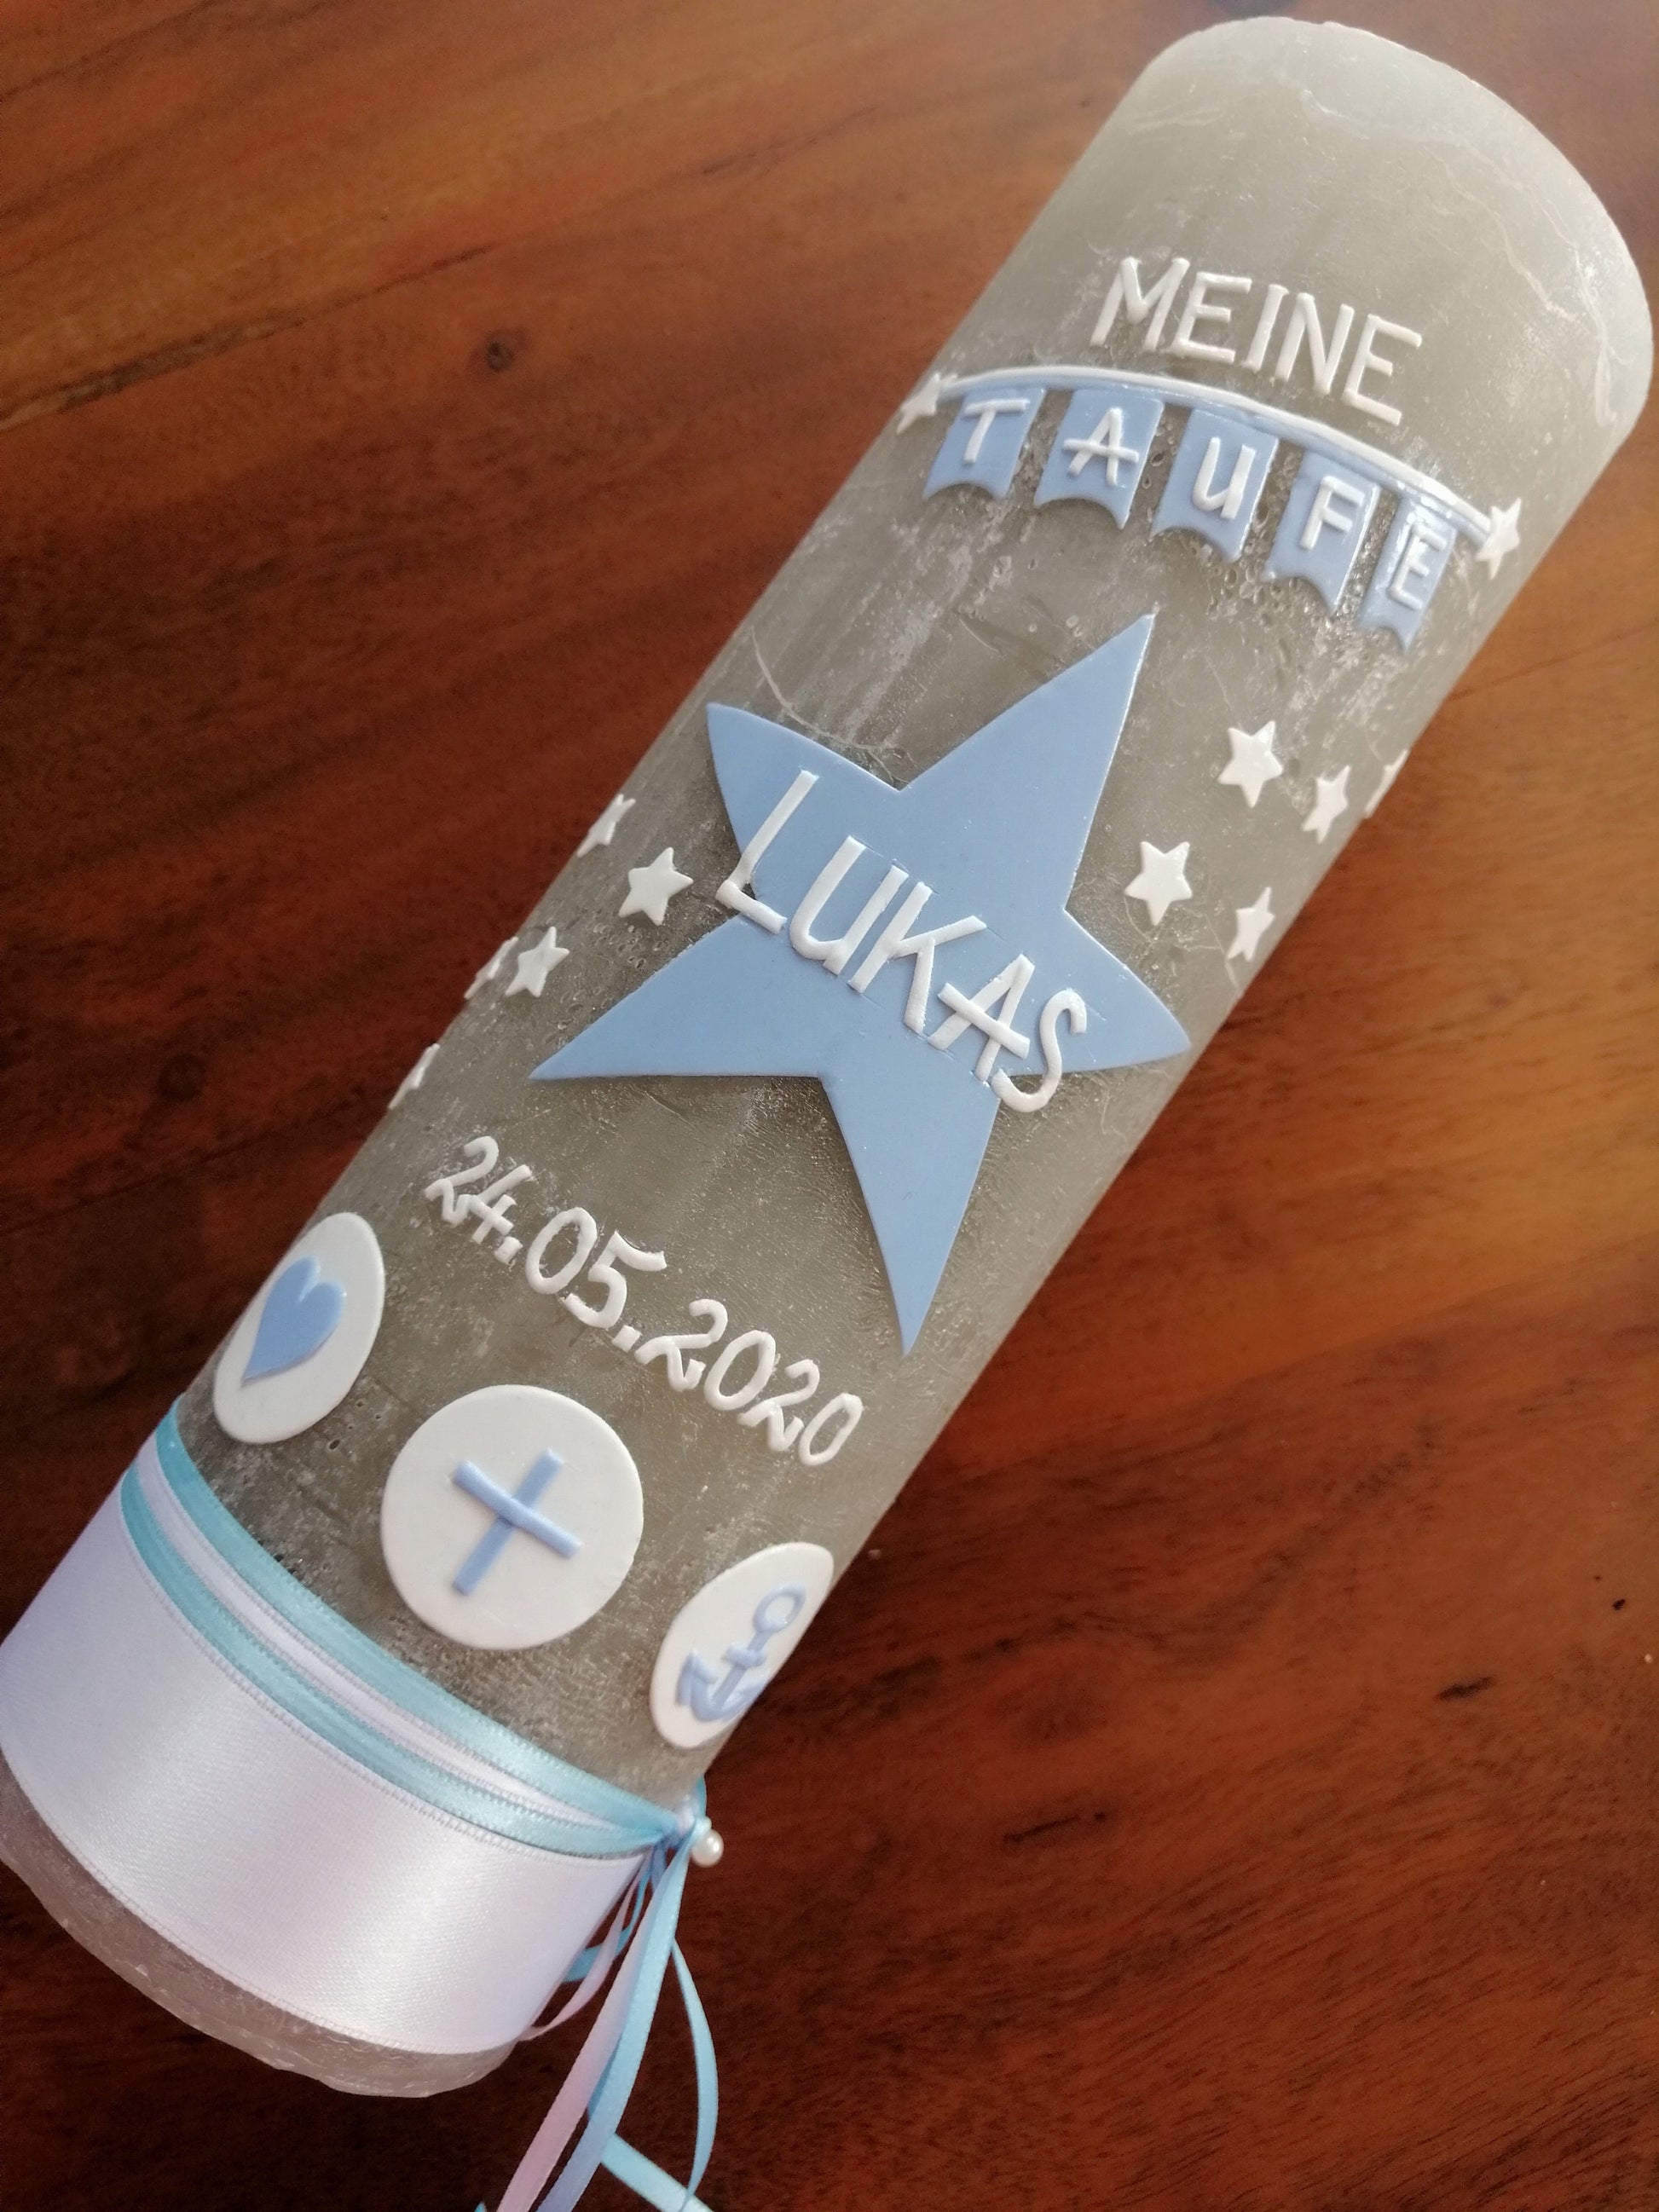 MEINE
TAUFE
LUKAS
24.05.2020